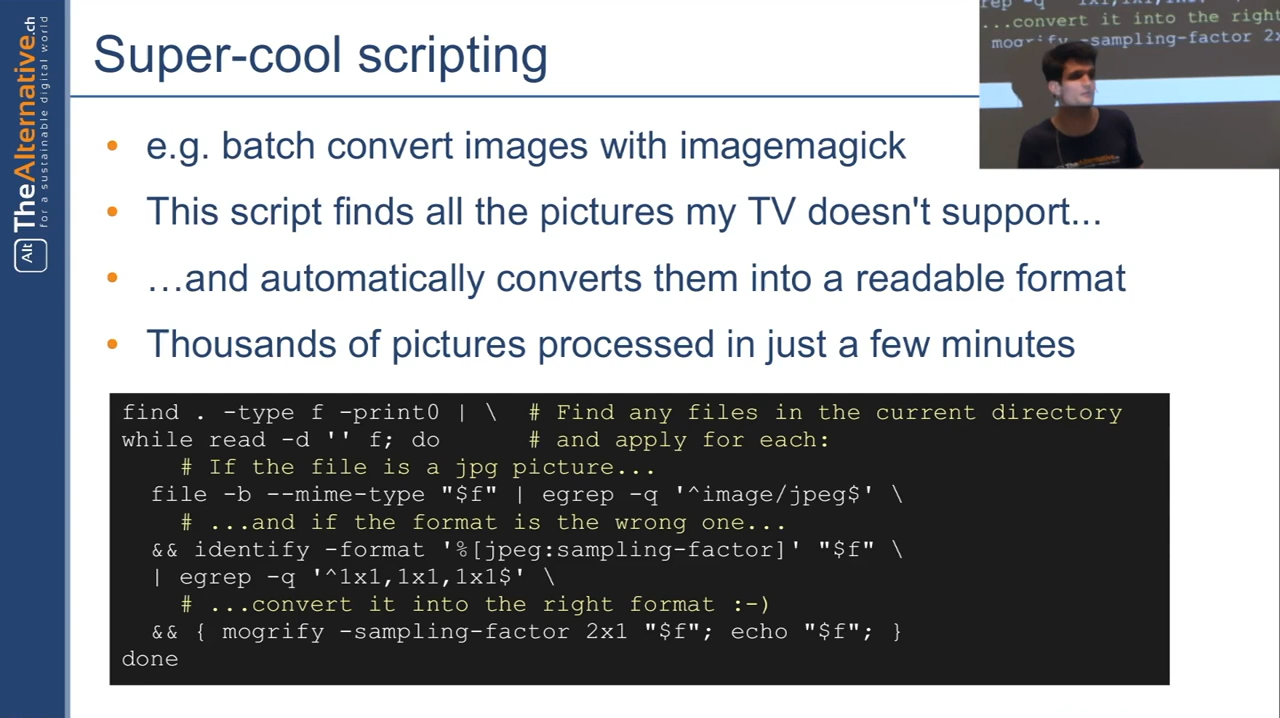 Super-cool scripting
• e.g. batch convert images with imagemagick
• This script finds all the pictures my TV doesn't support...
• …and automatically converts them into a readable format
• Thousands of pictures processed in just a few minutes
find . -type f -print0 | \  # Find any files in the current directory
while read -d '' f; do      # and apply for each:
    # If the file is a jpg picture...
  file -b --mime-type "$f" | egrep -q '^image/jpeg$' \
    # ...and if the format is the wrong one...
  && identify -format '%[jpeg:sampling-factor]' "$f" \
  | egrep -q '^1x1,1x1,1x1$' \
    # ...convert it into the right format :-)
  && { mogrify -sampling-factor 2x1 "$f"; echo "$f"; }
done
Alt TheAlternative.ch
for a sustainable digital world
...convert it into the right
mogrify -sampling-factor 2x